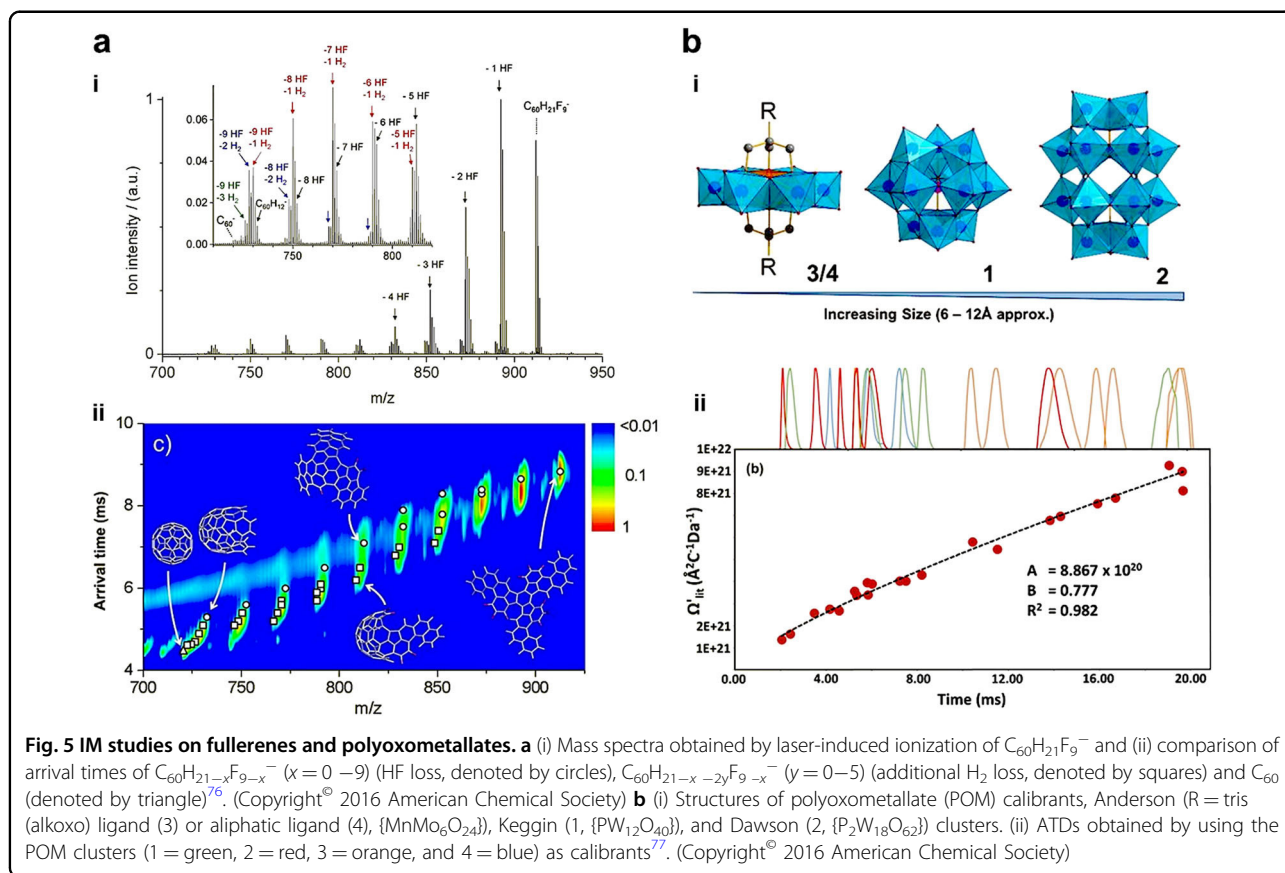 a
i
1
0
Ion intensity / (a.u.)
700 750 800 850 900 950
m/z
0.06
0.04
0.02
0.00
750 800
-9 HF
-2 H₂
-9 HF
-1 H₂
-8 HF
-1 H₂
-7 HF
-1 H₂
-6 HF
-1 H₂
-5 HF
-9 HF
-3 H₂
C₆₀⁻
C₆₀H₁₂⁻
-8 HF
-2 H₂
-8 HF
-7 HF
-6 HF
-5 HF
-1 H₂
-4 HF
-3 HF
-2 HF
-1 HF
C₆₀H₂₁F₉⁻
ii
c)
10
8
6
4
Arrival time (ms)
700 750 800 850 900
m/z
<0.01
0.1
1
b
i
R
R
3/4
1
2
Increasing Size (6 – 12Å approx.)
ii
(b)
1E+22
9E+21
8E+21
2E+21
1E+21
Ω'lit (Å²C⁻¹Da⁻¹)
A = 8.867 x 10²⁰
B = 0.777
R² = 0.982
0.00 4.00 8.00 12.00 16.00 20.00
Time (ms)
Fig. 5 IM studies on fullerenes and polyoxometallates. a (i) Mass spectra obtained by laser-induced ionization of C₆₀H₂₁F₉⁻ and (ii) comparison of
arrival times of C₆₀H₂₁₋ₓF₉₋ₓ⁻ (x = 0 −9) (HF loss, denoted by circles), C₆₀H₂₁₋ₓ ₋₂yF₉ ₋ₓ⁻ (y = 0−5) (additional H₂ loss, denoted by squares) and C₆₀
(denoted by triangle)⁷⁶. (Copyright© 2016 American Chemical Society) b (i) Structures of polyoxometallate (POM) calibrants, Anderson (R = tris
(alkoxo) ligand (3) or aliphatic ligand (4), {MnMo₆O₂₄}), Keggin (1, {PW₁₂O₄₀}), and Dawson (2, {P₂W₁₈O₆₂}) clusters. (ii) ATDs obtained by using the
POM clusters (1 = green, 2 = red, 3 = orange, and 4 = blue) as calibrants⁷⁷. (Copyright© 2016 American Chemical Society)